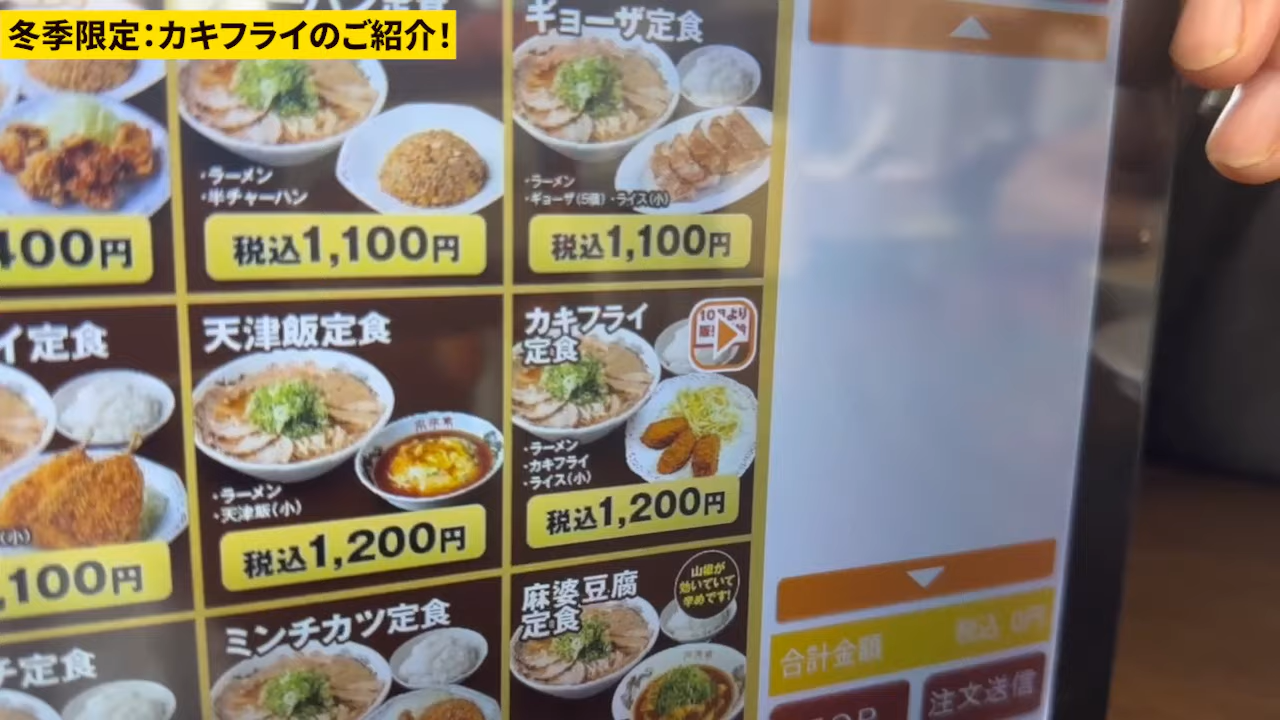 冬季限定：カキフライのご紹介！
ギョーザ定食
・ラーメン
・半チャーハン
・ラーメン
・ギョーザ(5個) ・ライス(小)
400円
税込1,100円
税込1,100円
イ定食
天津飯定食
カキフライ
定食
・ラーメン
・天津飯(小)
・ラーメン
・カキフライ
・ライス(小)
(小)
,100円
税込1,200円
税込1,200円
チ定食
ミンチカツ定食
麻婆豆腐
定食
山椒が
効いていて
辛めです!
合計金額
税込 0円
注文送信